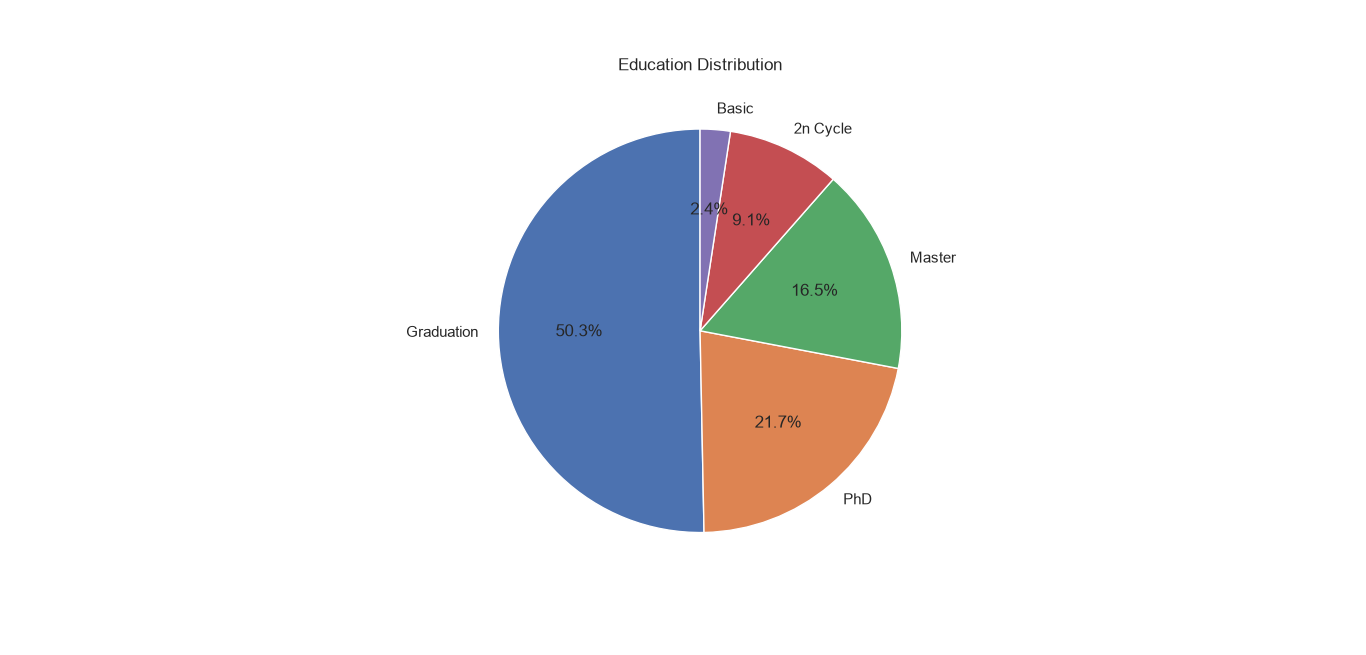 Education Distribution
Basic
2n Cycle
2.4%
9.1%
Master
16.5%
Graduation
50.3%
21.7%
PhD